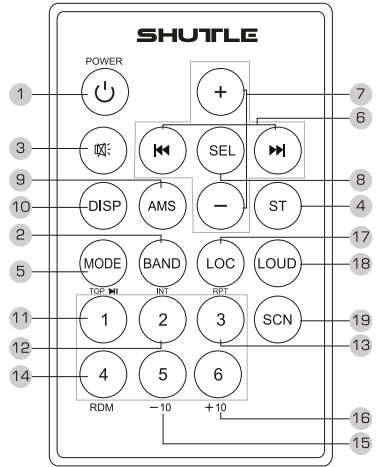 SHUTTLE
POWER
1 + 7
6
3 SEL
9 8
10 DISP AMS − ST 4
2 17
5 MODE BAND LOC LOUD 18
TOP INT RPT
11 1 2 3 SCN 19
12 13
14 4 5 6
RDM −10 +10 16
15